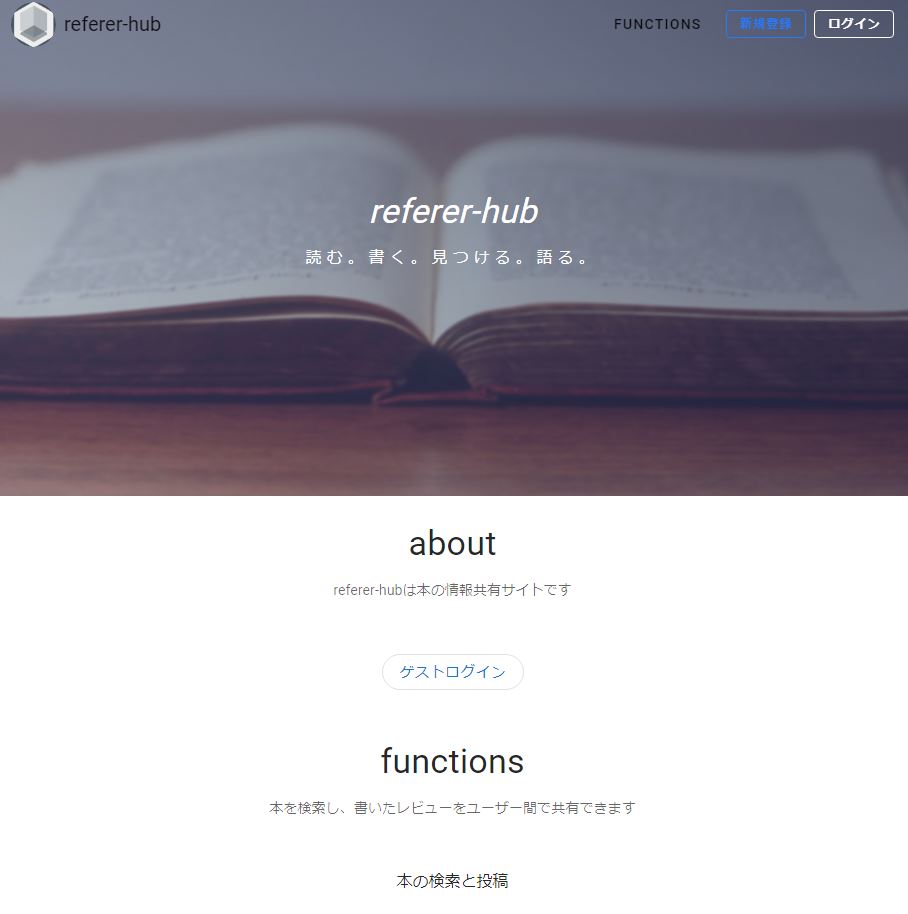 referer-hub
FUNCTIONS
新規登録
ログイン
referer-hub
読む。書く。見つける。語る。
about
referer-hubは本の情報共有サイトです
ゲストログイン
functions
本を検索し、書いたレビューをユーザー間で共有できます
本の検索と投稿